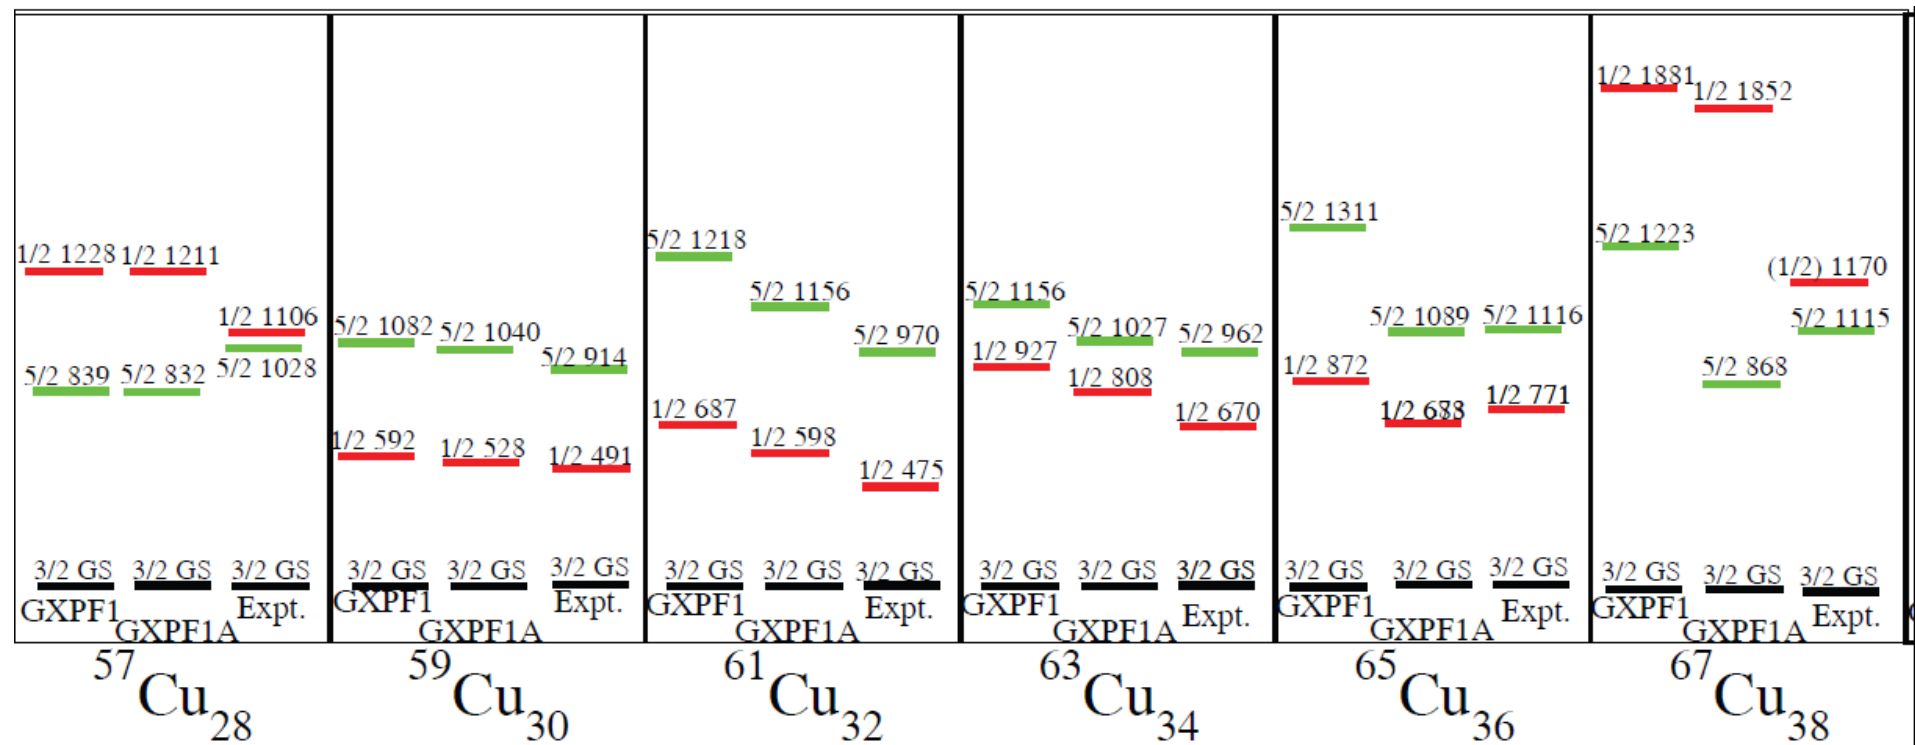 1/2 1228
1/2 1211
1/2 1106
5/2 839
5/2 832
5/2 1028
3/2 GS
3/2 GS
3/2 GS
GXPF1
GXPF1A
Expt.
57Cu28
5/2 1082
5/2 1040
5/2 914
1/2 592
1/2 528
1/2 491
3/2 GS
3/2 GS
3/2 GS
GXPF1
GXPF1A
Expt.
59Cu30
5/2 1218
5/2 1156
5/2 970
1/2 687
1/2 598
1/2 475
3/2 GS
3/2 GS
3/2 GS
GXPF1
GXPF1A
Expt.
61Cu32
5/2 1156
5/2 1027
5/2 962
1/2 927
1/2 808
1/2 670
3/2 GS
3/2 GS
3/2 GS
GXPF1
GXPF1A
Expt.
63Cu34
5/2 1311
5/2 1089
5/2 1116
1/2 872
1/2
1/2 771
3/2 GS
3/2 GS
3/2 GS
GXPF1
GXPF1A
Expt.
65Cu36
1/2 1881
1/2 1852
5/2 1223
(1/2) 1170
5/2 868
5/2 1115
3/2 GS
3/2 GS
3/2 GS
GXPF1
GXPF1A
Expt.
67Cu38